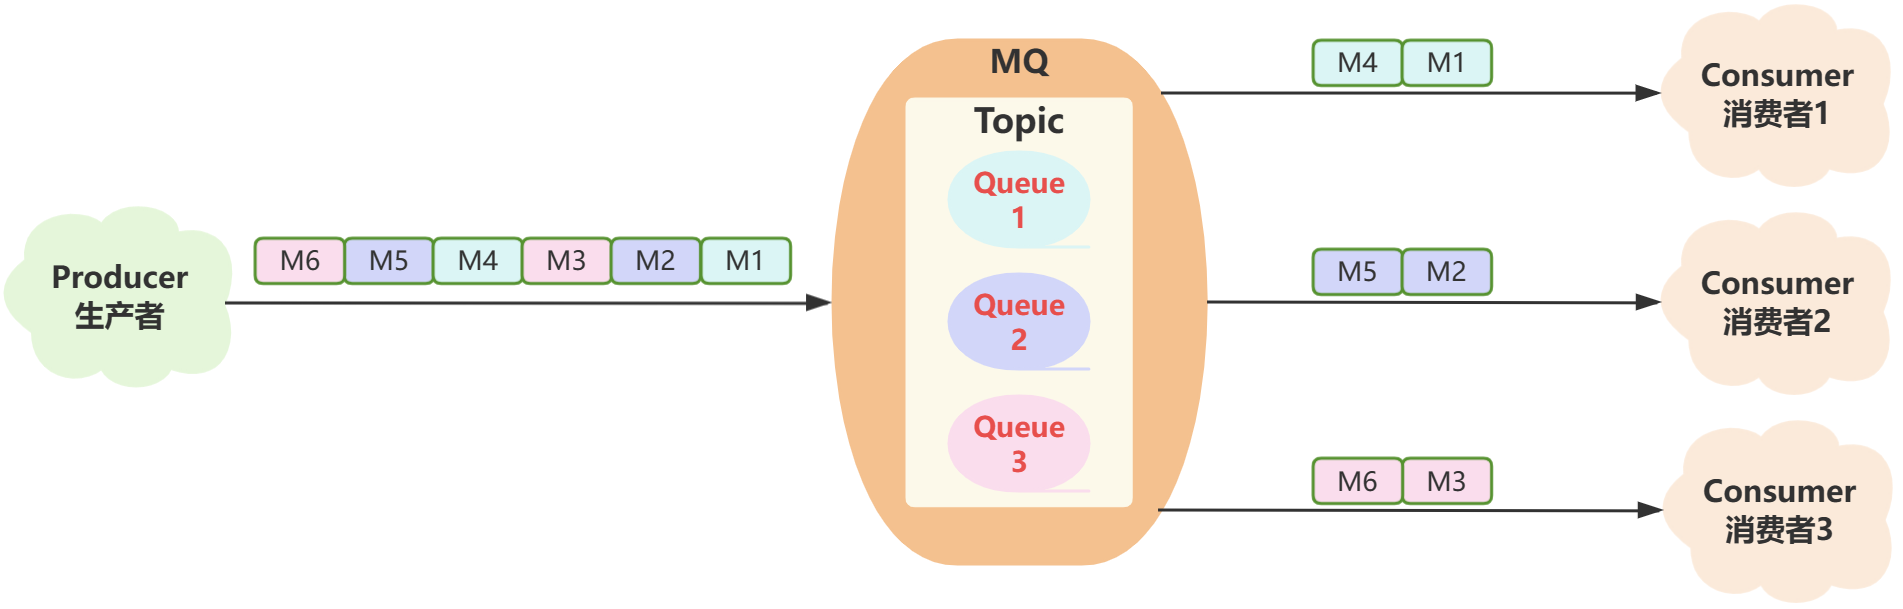 Producer
生产者
M6 M5 M4 M3 M2 M1
MQ
Topic
Queue
1
Queue
2
Queue
3
M4 M1
Consumer
消费者1
M5 M2
Consumer
消费者2
M6 M3
Consumer
消费者3